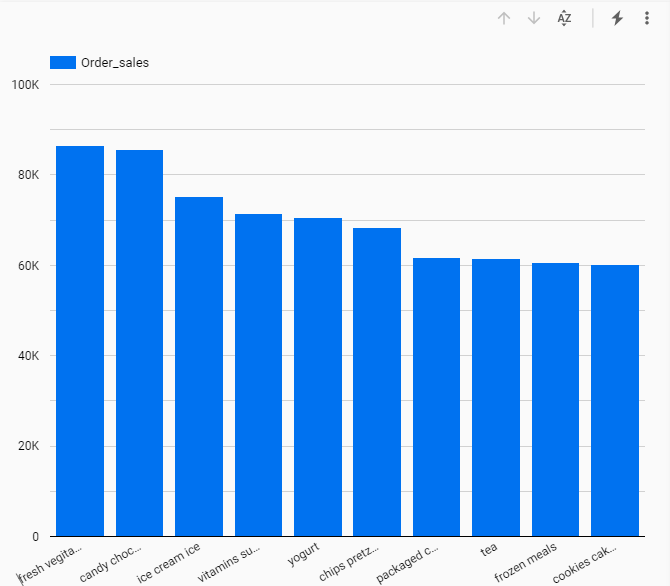 AZ
Order_sales
100K
80K
60K
40K
20K
0
fresh vegita...
candy choc...
ice cream ice
vitamins su...
yogurt
chips pretz...
packaged c...
tea
frozen meals
cookies cak...